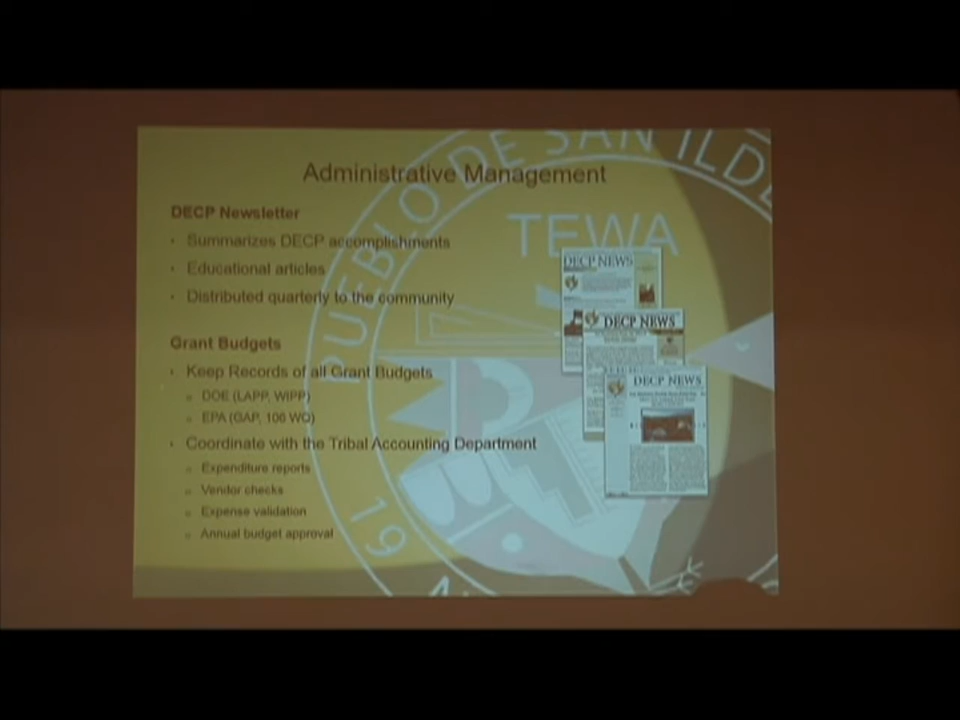 PUEBLO DE SAN ILDE
TEWA
Administrative Management
DECP Newsletter
• Summarizes DECP accomplishments
• Educational articles
• Distributed quarterly to the community
Grant Budgets
• Keep Records of all Grant Budgets
o DOE (LAPP, WIPP)
o EPA (GAP, 106 WQ)
• Coordinate with the Tribal Accounting Department
o Expenditure reports
o Vendor checks
o Expense validation
o Annual budget approval
DECP NEWS
DECP NEWS
DECP NEWS
19